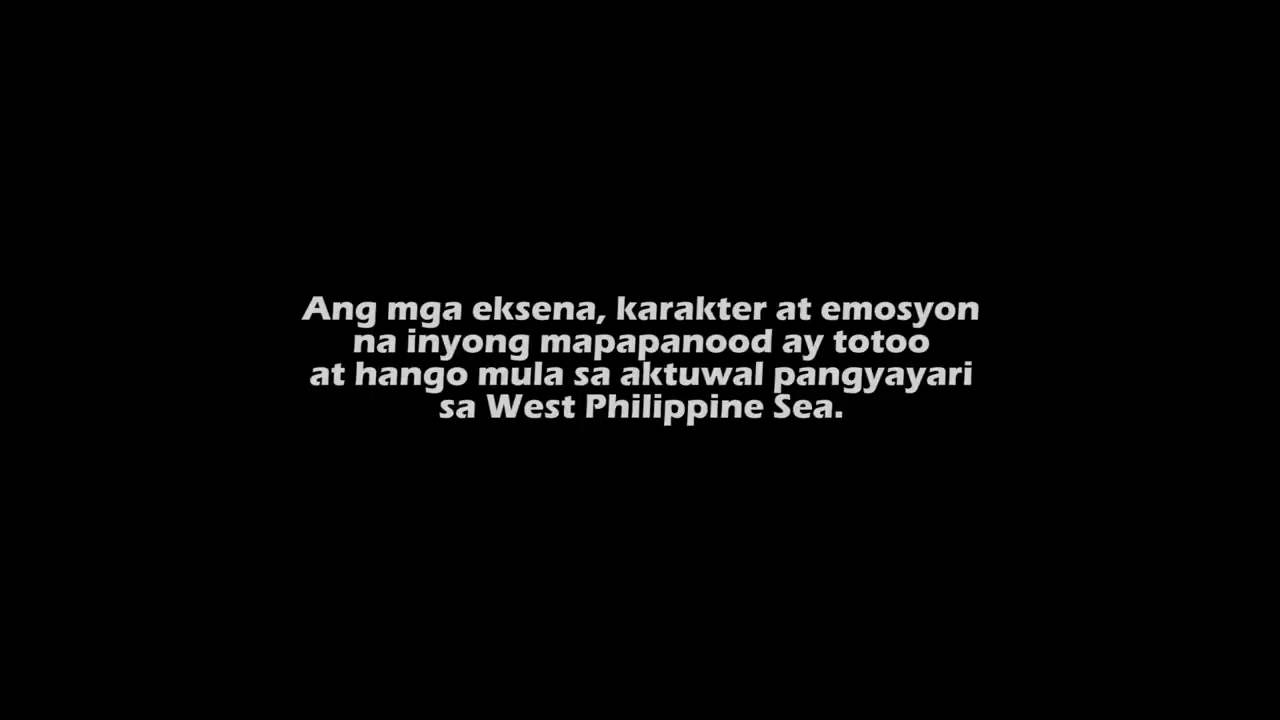 Ang mga eksena, karakter at emosyon
na inyong mapapanood ay totoo
at hango mula sa aktuwal pangyayari
sa West Philippine Sea.